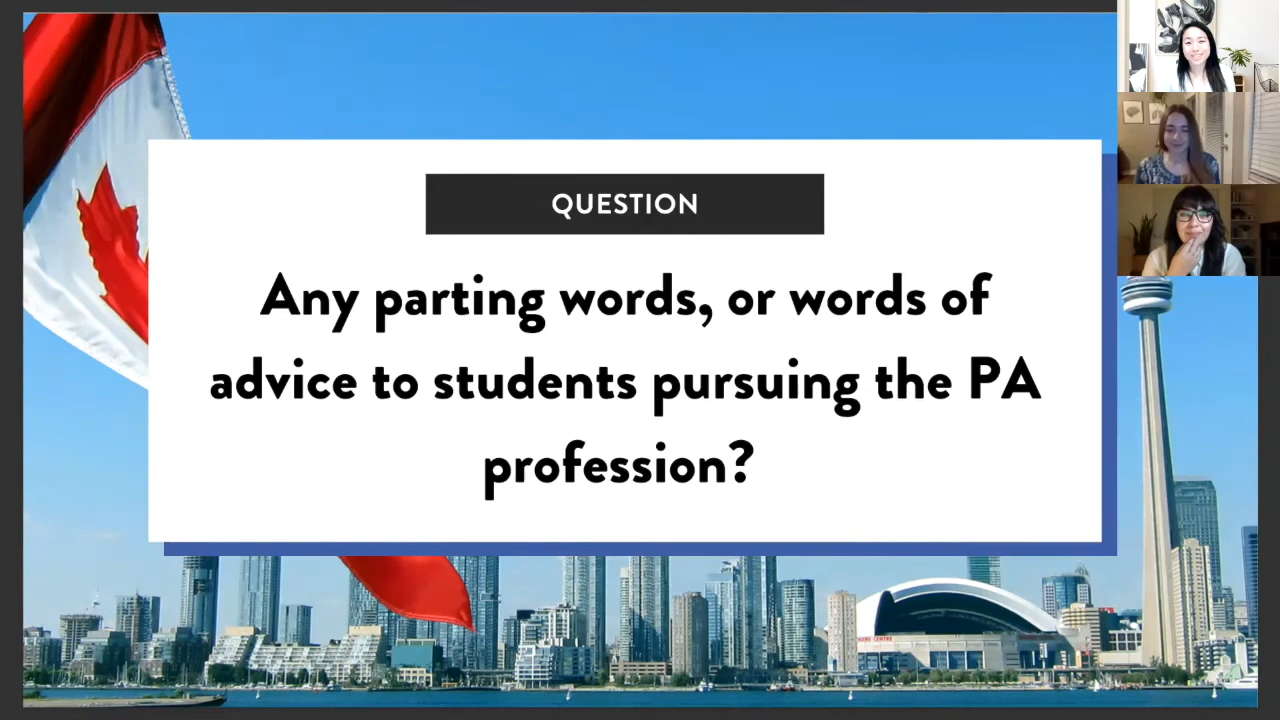 QUESTION
Any parting words, or words of
advice to students pursuing the PA
profession?